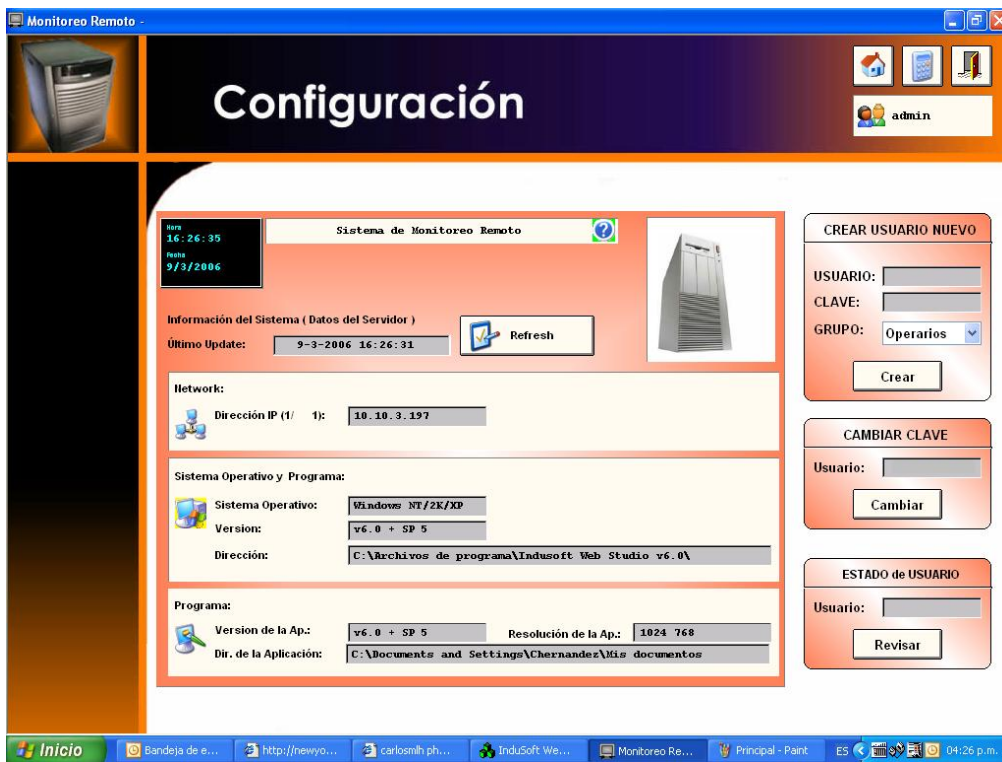 Monitoreo Remoto -
Configuración
admin
Hora
16:26:35
Fecha
9/3/2006
Sistema de Monitoreo Remoto
?
Información del Sistema ( Datos del Servidor )
Último Update: 9-3-2006 16:26:31
Refresh
Network:
Dirección IP (1/ 1): 10.10.3.197
Sistema Operativo y Programa:
Sistema Operativo: Windows NT/2K/XP
Version: v6.0 + SP 5
Dirección: C:\Archivos de programa\Indusoft Web Studio v6.0\
Programa:
Version de la Ap.: v6.0 + SP 5 Resolución de la Ap.: 1024 768
Dir. de la Aplicación: C:\Documents and Settings\Chernandez\Mis documentos
CREAR USUARIO NUEVO
USUARIO:
CLAVE:
GRUPO: Operarios
Crear
CAMBIAR CLAVE
Usuario:
Cambiar
ESTADO de USUARIO
Usuario:
Revisar
Inicio Bandeja de e... http://newyo... carlosmlh ph... InduSoft We... Monitoreo Re... Principal - Paint ES 04:26 p.m.